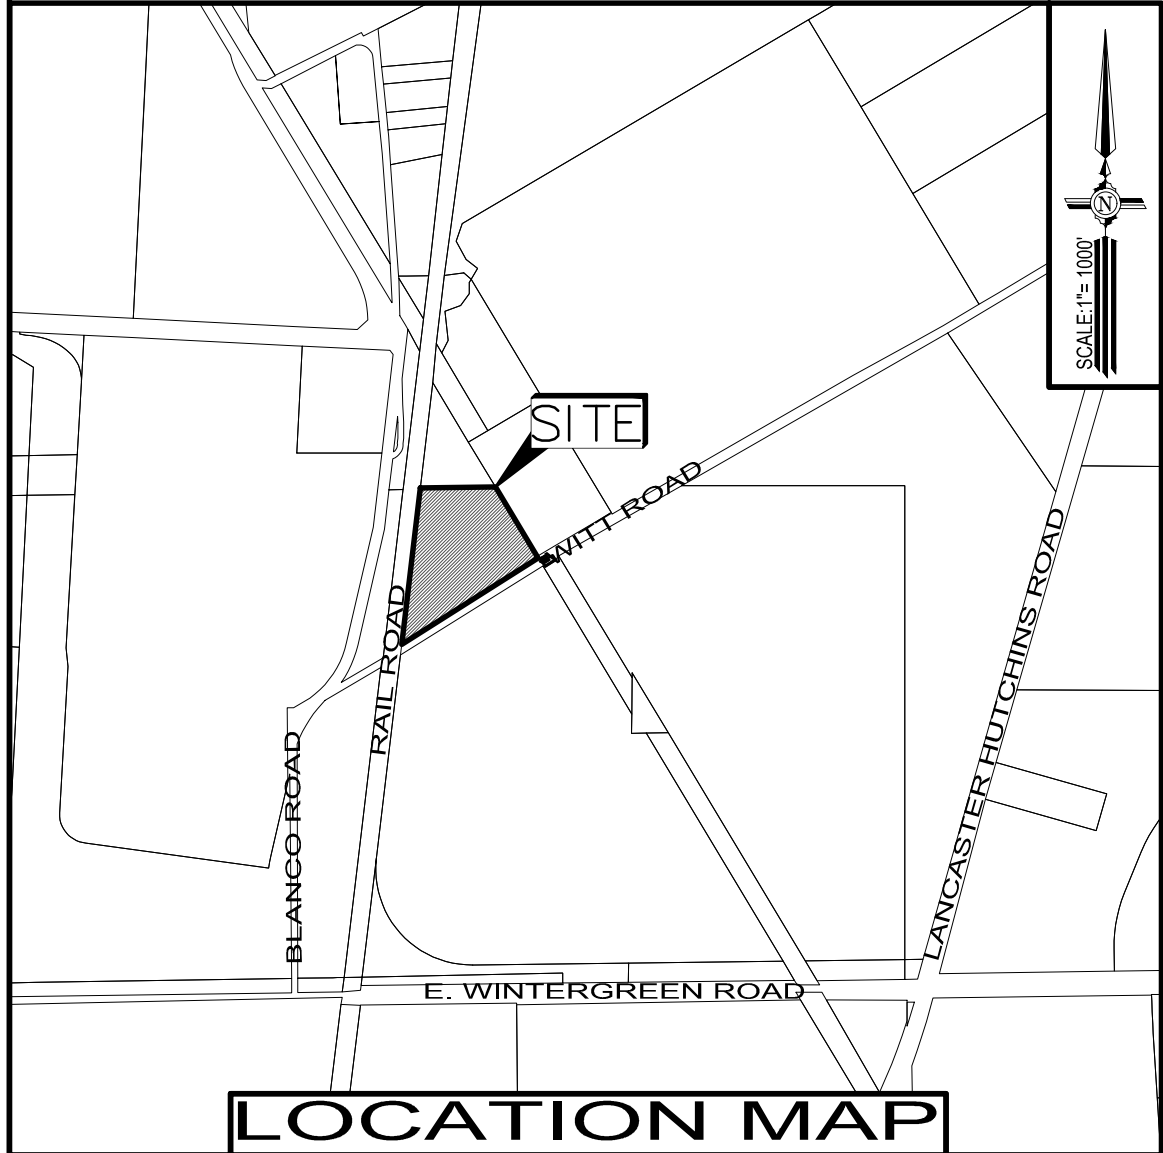 N
SCALE:1"= 1000'
SITE
WITT ROAD
RAIL ROAD
BLANCO ROAD
LANCASTER HUTCHINS ROAD
E. WINTERGREEN ROAD
LOCATION MAP